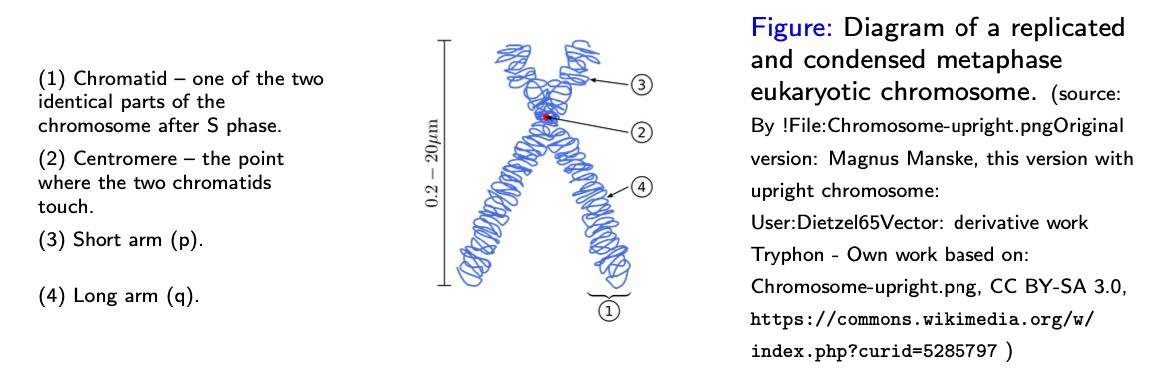 (1) Chromatid – one of the two
identical parts of the
chromosome after S phase.
(2) Centromere – the point
where the two chromatids
touch.
(3) Short arm (p).
(4) Long arm (q).
0.2 − 20μm
3
2
4
1
Figure: Diagram of a replicated
and condensed metaphase
eukaryotic chromosome. (source:
By !File:Chromosome-upright.pngOriginal
version: Magnus Manske, this version with
upright chromosome:
User:Dietzel65Vector: derivative work
Tryphon - Own work based on:
Chromosome-upright.png, CC BY-SA 3.0,
https://commons.wikimedia.org/w/
index.php?curid=5285797 )